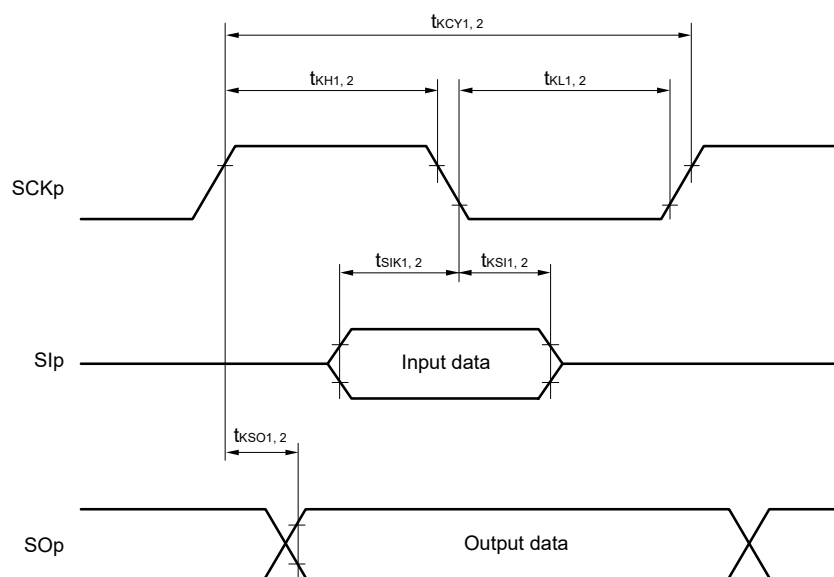 tKCY1, 2
tKH1, 2
tKL1, 2
SCKp
tSIK1, 2
tKSI1, 2
SIp
Input data
tKSO1, 2
SOp
Output data